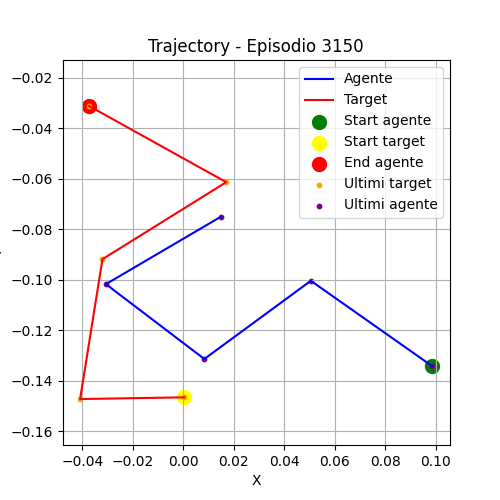 Trajectory - Episodio 3150
Agente
Target
Start agente
Start target
End agente
Ultimi target
Ultimi agente
−0.02
−0.04
−0.06
−0.08
−0.10
−0.12
−0.14
−0.16
−0.04
−0.02
0.00
0.02
0.04
0.06
0.08
0.10
X